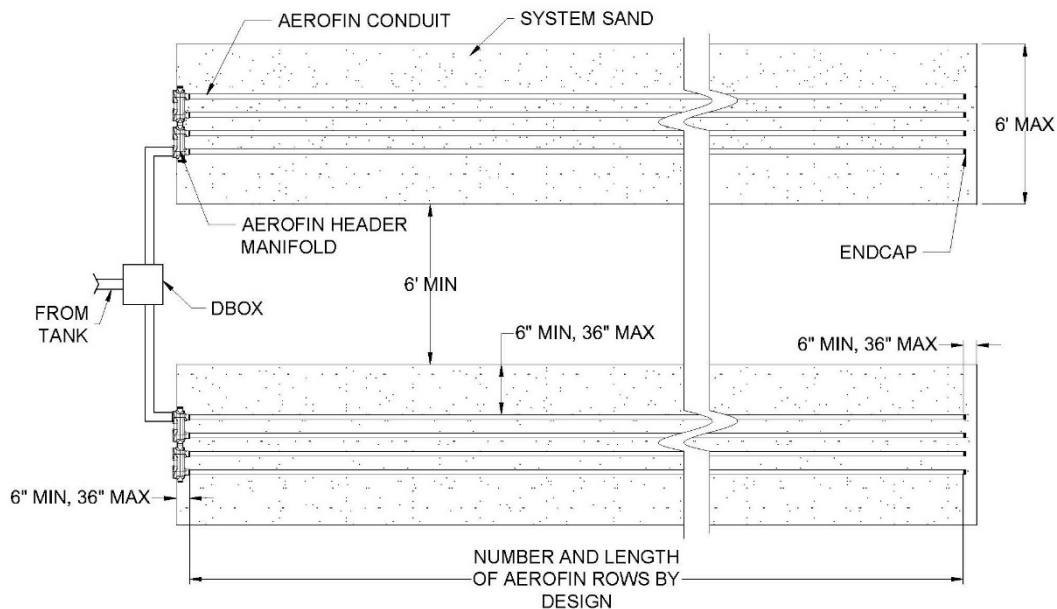 AEROFIN CONDUIT
SYSTEM SAND
6' MAX
AEROFIN HEADER
MANIFOLD
ENDCAP
6' MIN
DBOX
FROM
TANK
6" MIN, 36" MAX
6" MIN, 36" MAX
6" MIN, 36" MAX
NUMBER AND LENGTH
OF AEROFIN ROWS BY
DESIGN